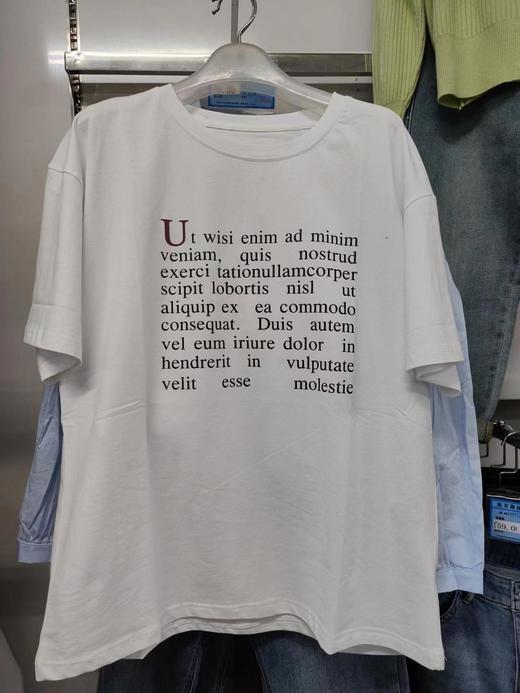 Ut wisi enim ad minim
veniam, quis nostrud
exerci tationullamcorper
scipit lobortis nisl ut
aliquip ex ea commodo
consequat. Duis autem
vel eum iriure dolor in
hendrerit in vulputate
velit esse molestie